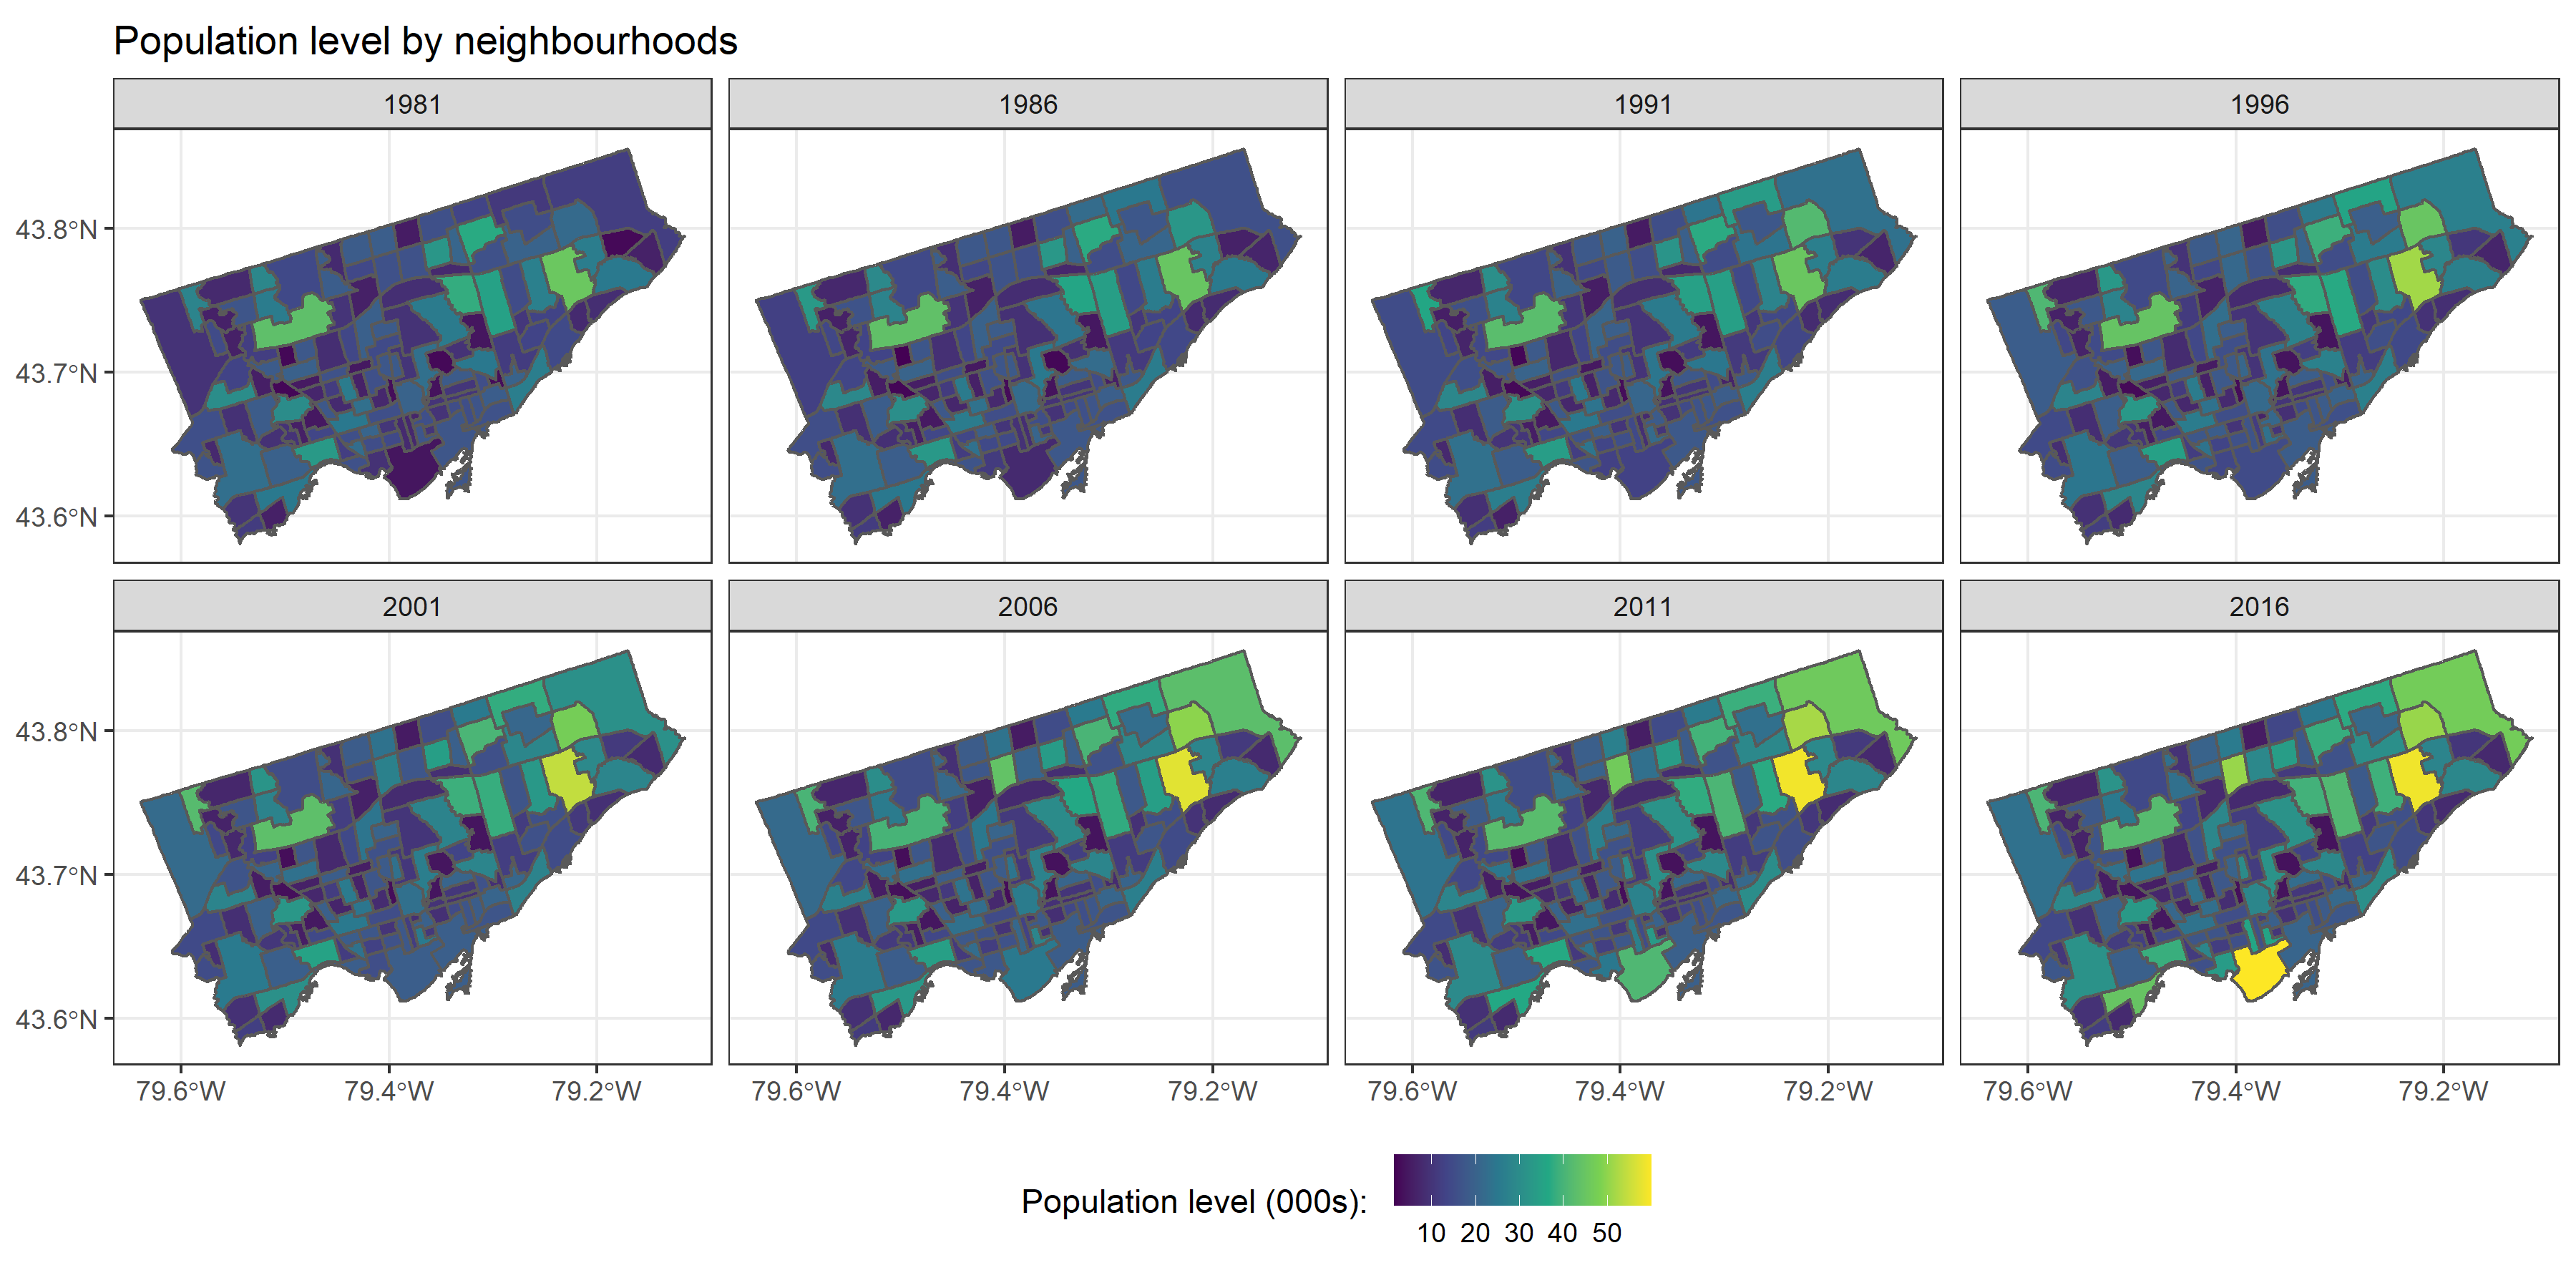 Population level by neighbourhoods
1981 1986 1991 1996
43.8°N
43.7°N
43.6°N
2001 2006 2011 2016
43.8°N
43.7°N
43.6°N
79.6°W 79.4°W 79.2°W 79.6°W 79.4°W 79.2°W 79.6°W 79.4°W 79.2°W 79.6°W 79.4°W 79.2°W
Population level (000s):
10 20 30 40 50